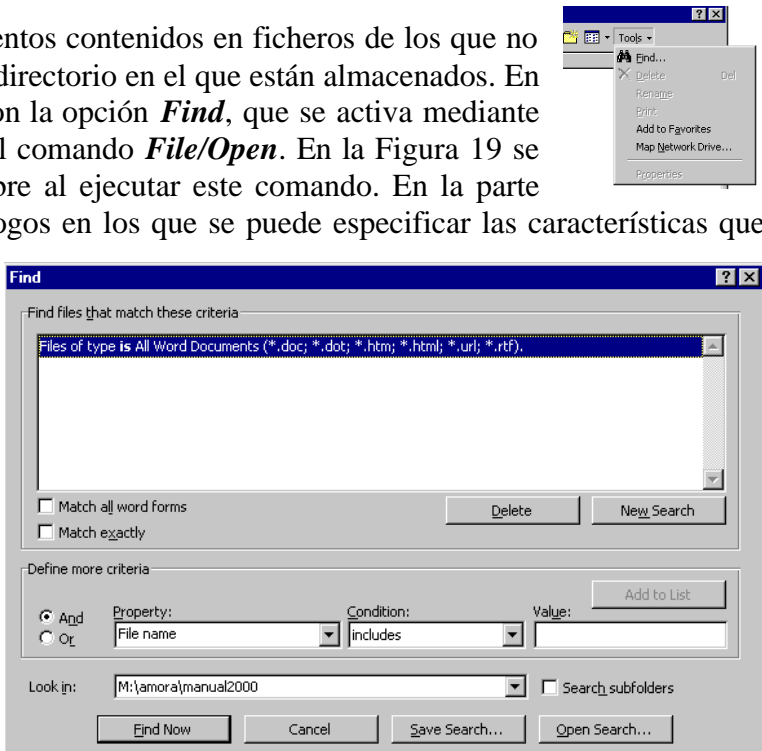 entos contenidos en ficheros de los que no
directorio en el que están almacenados. En
on la opción Find, que se activa mediante
l comando File/Open. En la Figura 19 se
bre al ejecutar este comando. En la parte
ogos en los que se puede especificar las características que
Tools
Find...
Delete Del
Rename
Print
Add to Favorites
Map Network Drive...
Properties
Find
Find files that match these criteria
Files of type is All Word Documents (*.doc; *.dot; *.htm; *.html; *.url; *.rtf).
Match all word forms
Delete New Search
Match exactly
Define more criteria
Add to List
And Property: Condition: Value:
Or File name includes
Look in: M:\amora\manual2000 Search subfolders
Find Now Cancel Save Search... Open Search...